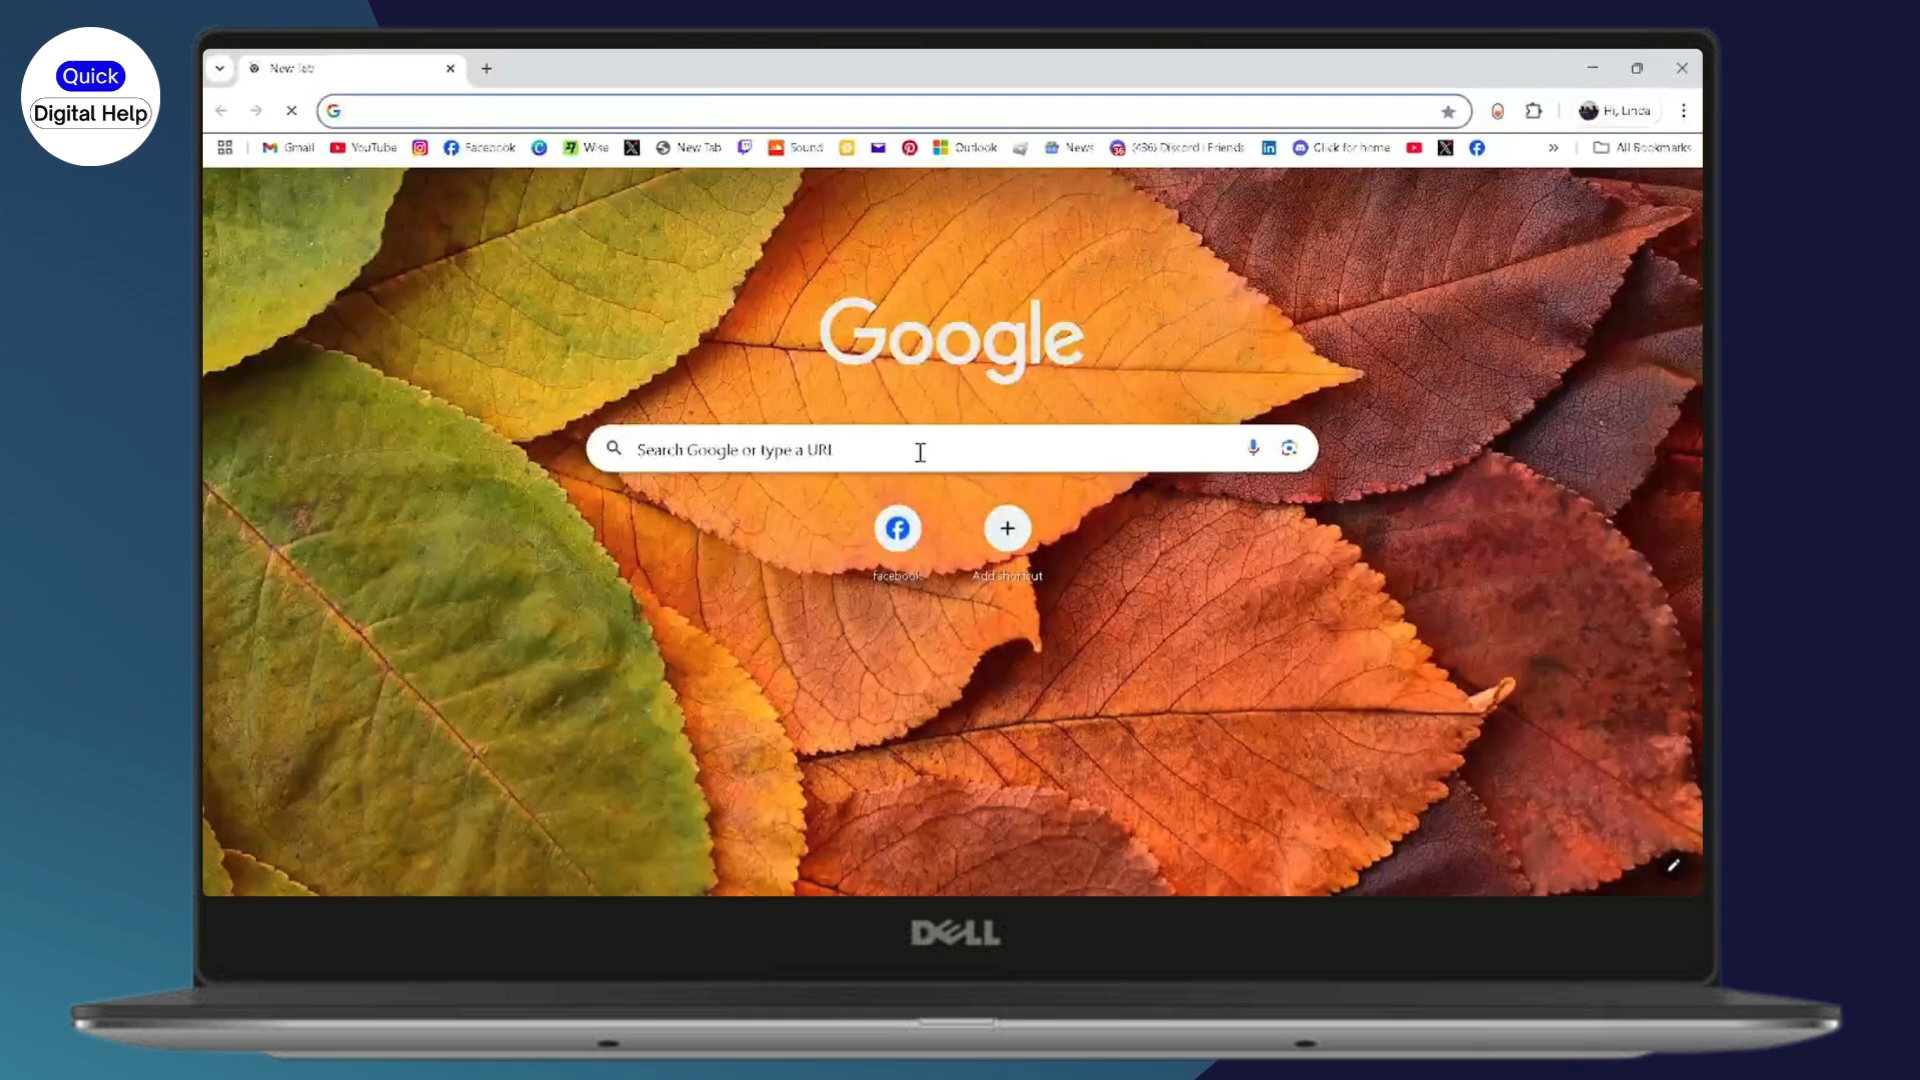 Quick
Digital Help
New Tab
Hi, Linda
Gmail YouTube Facebook Wise New Tab Sound Outlook News (436) Discord | Friends Click for home All Bookmarks
Google
Search Google or type a URL
facebook Add shortcut
DELL